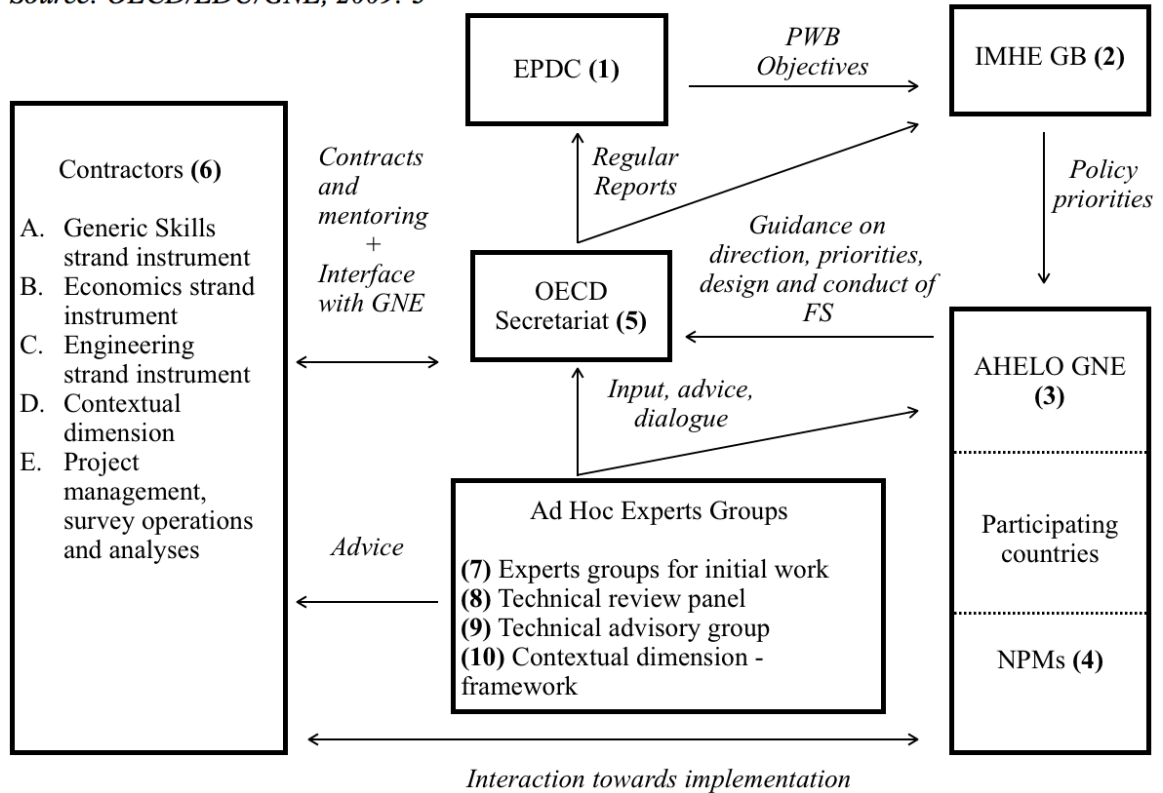 Source: OECD/EDU/GNE, 2009: 5
EPDC (1)
PWB
Objectives
IMHE GB (2)
Contractors (6)
A. Generic Skills
strand instrument
B. Economics strand
instrument
C. Engineering
strand instrument
D. Contextual
dimension
E. Project
management,
survey operations
and analyses
Contracts
and
mentoring
+
Interface
with GNE
Regular
Reports
Policy
priorities
Guidance on
direction, priorities,
design and conduct of
FS
OECD
Secretariat (5)
AHELO GNE
(3)
Participating
countries
NPMs (4)
Input, advice,
dialogue
Ad Hoc Experts Groups
(7) Experts groups for initial work
(8) Technical review panel
(9) Technical advisory group
(10) Contextual dimension -
framework
Advice
Interaction towards implementation